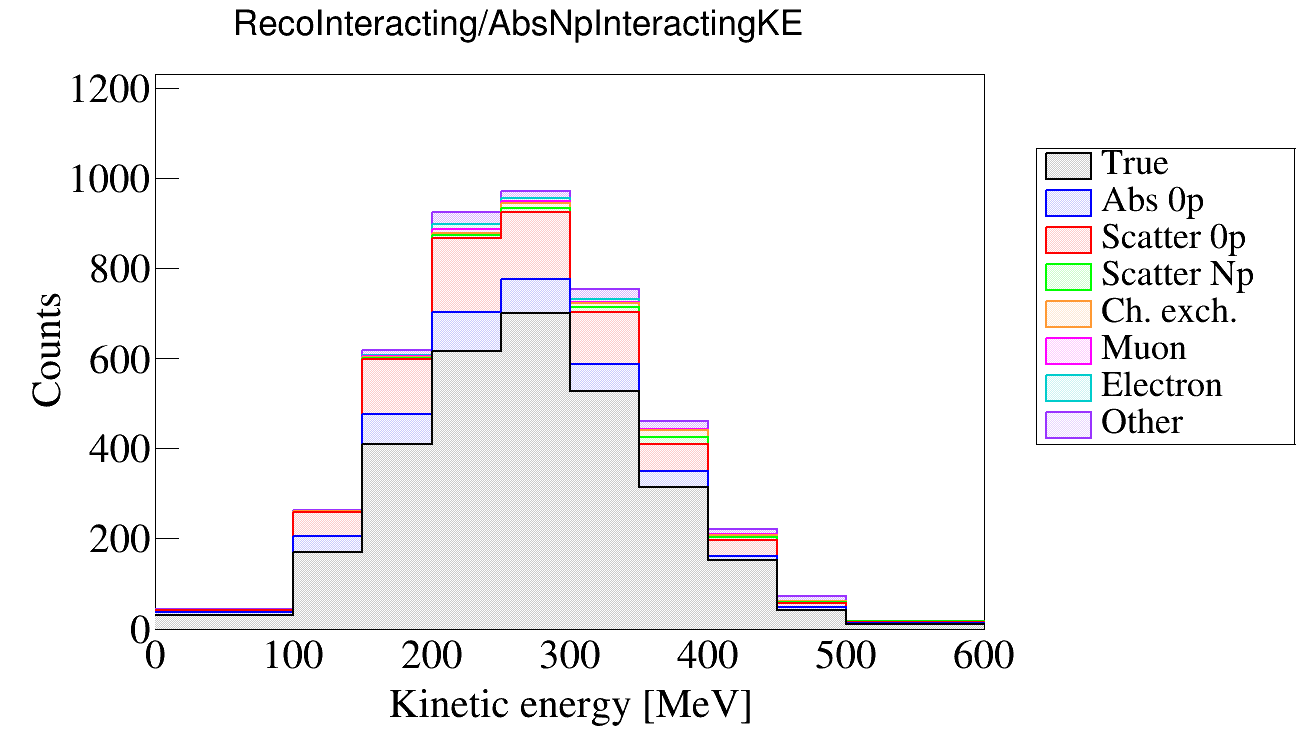 RecoInteracting/AbsNpInteractingKE
1200
1000
800
600
400
200
0
Counts
0 100 200 300 400 500 600
Kinetic energy [MeV]
True
Abs 0p
Scatter 0p
Scatter Np
Ch. exch.
Muon
Electron
Other